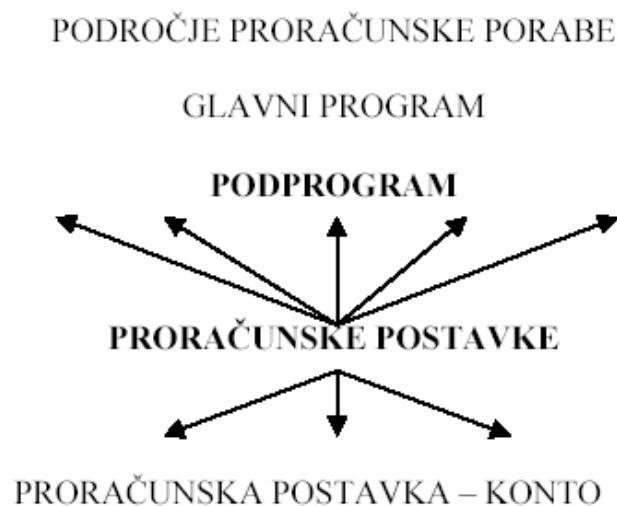 PODROČJE PRORAČUNSKE PORABE
GLAVNI PROGRAM
PODPROGRAM
PRORAČUNSKE POSTAVKE
PRORAČUNSKA POSTAVKA – KONTO